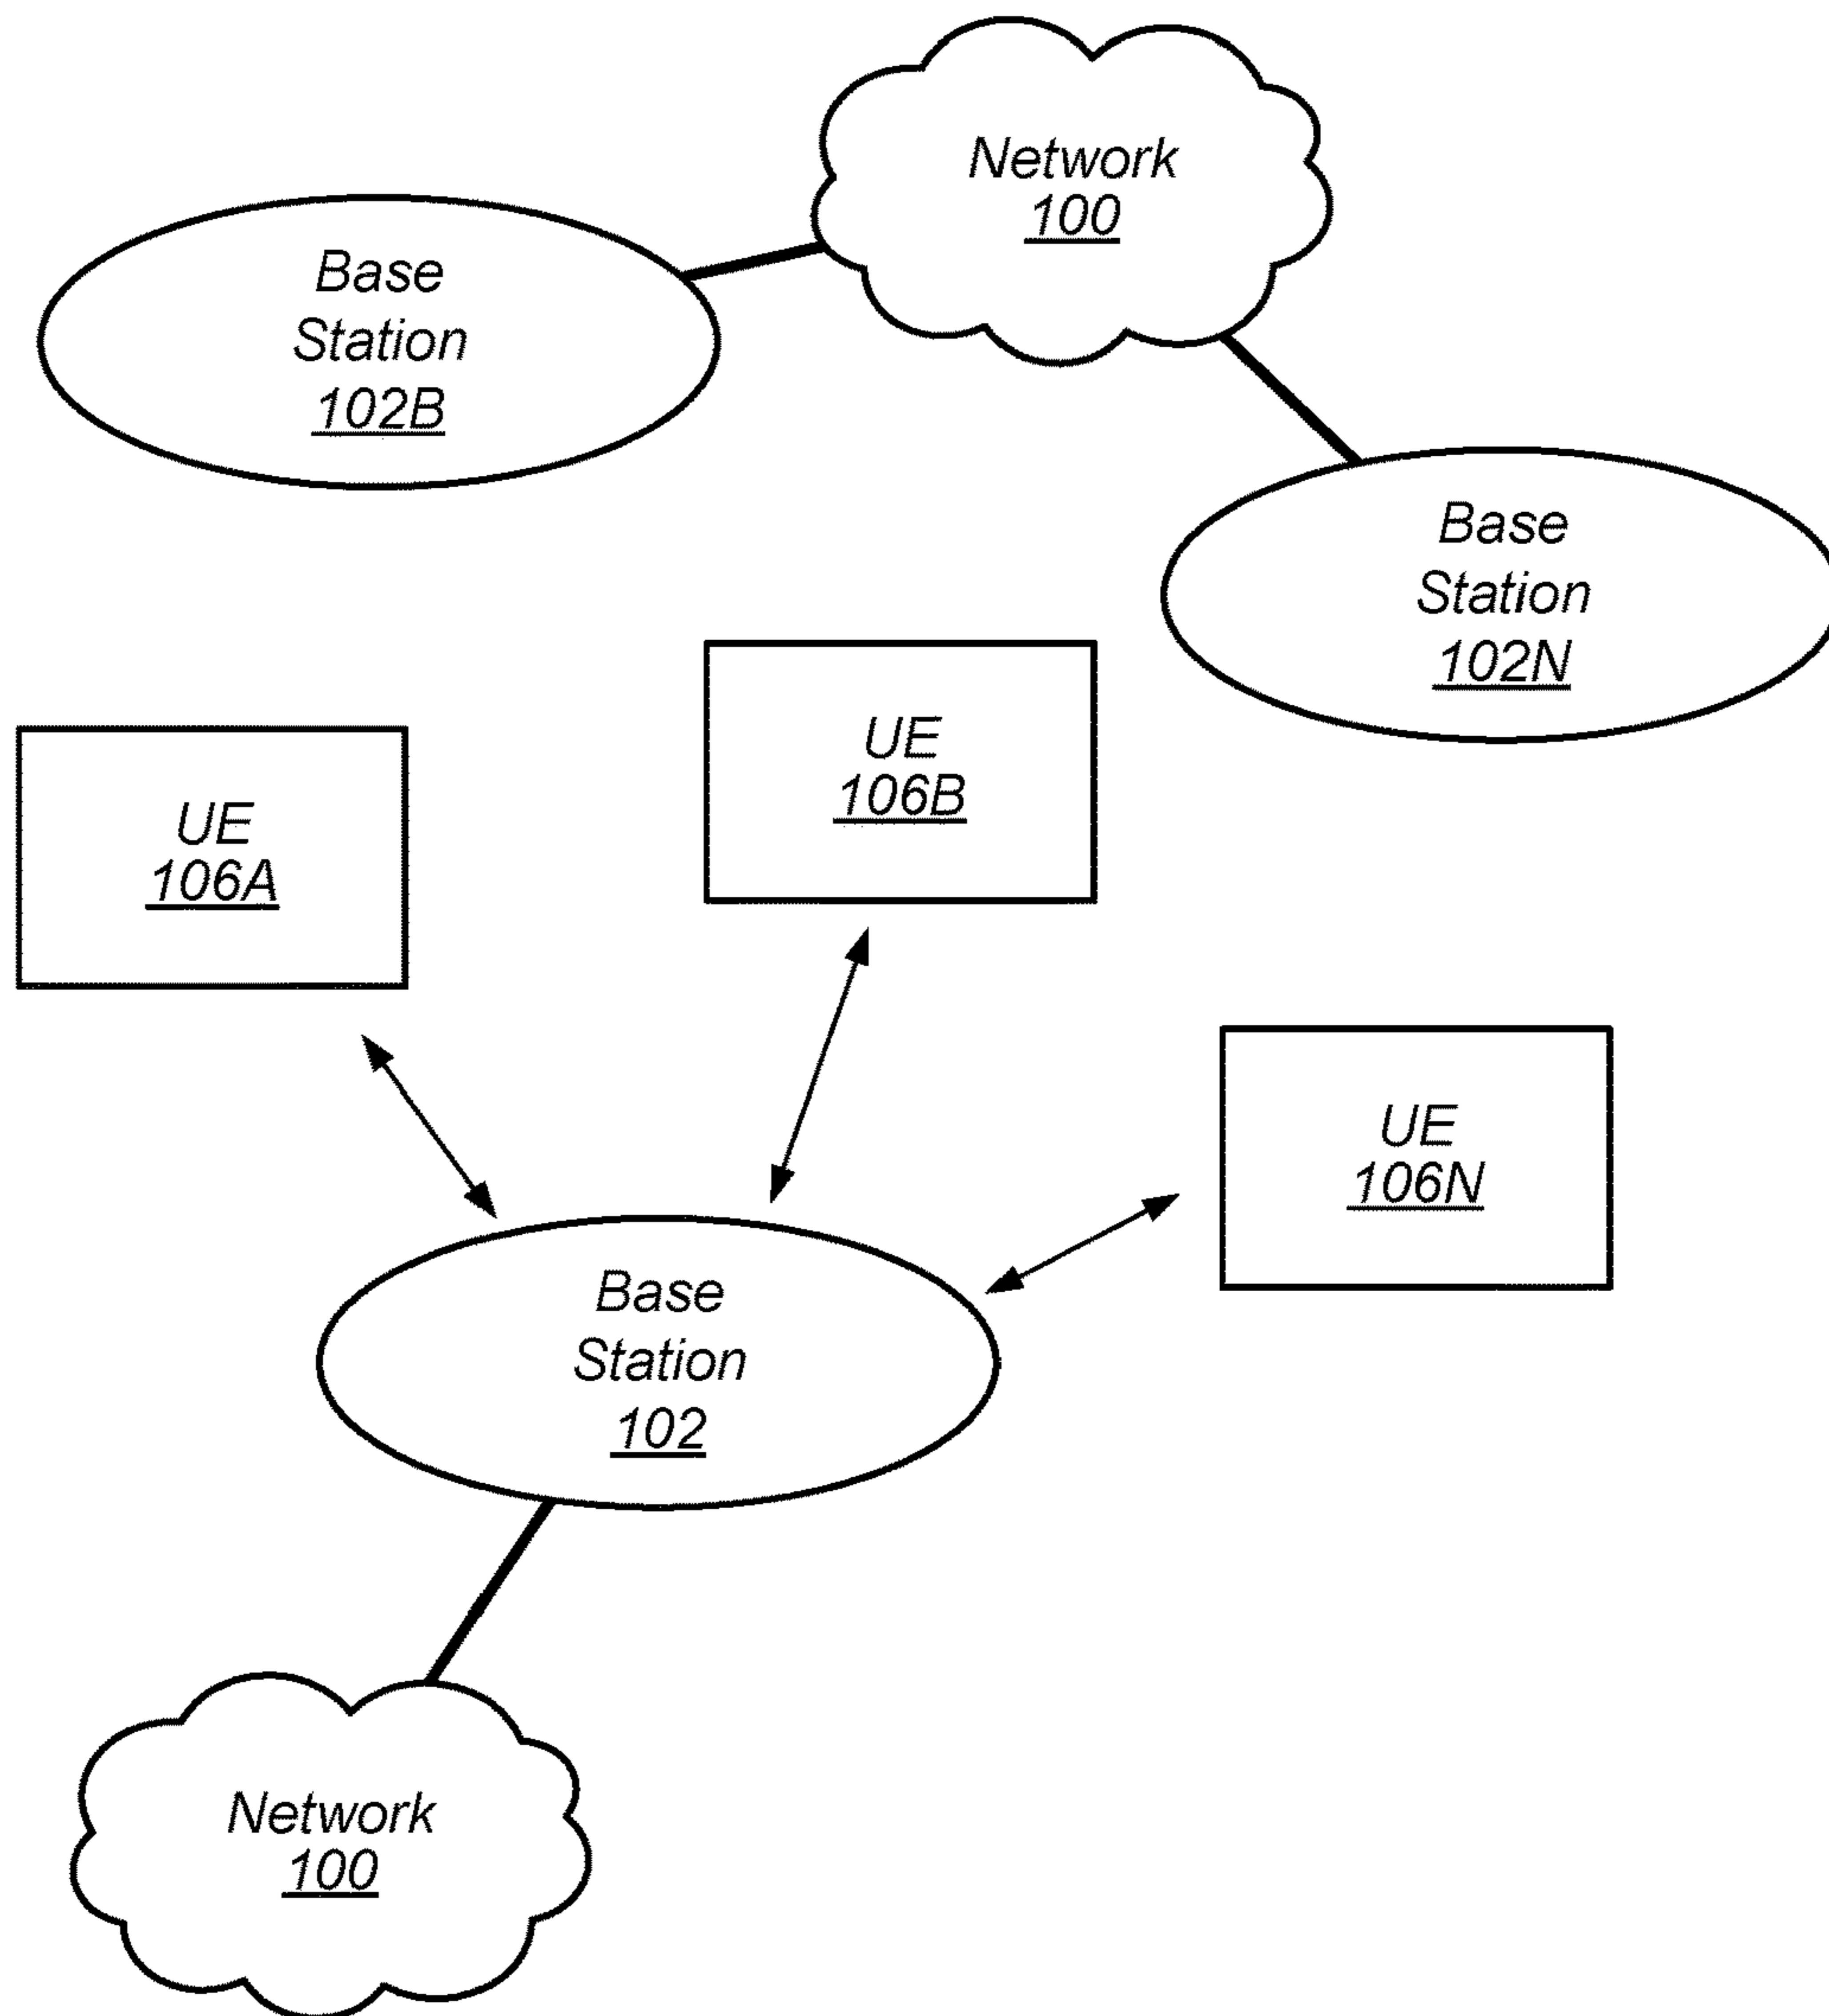 Network
100
Base
Station
102B
Base
Station
102N
UE
106B
UE
106A
UE
106N
Base
Station
102
Network
100